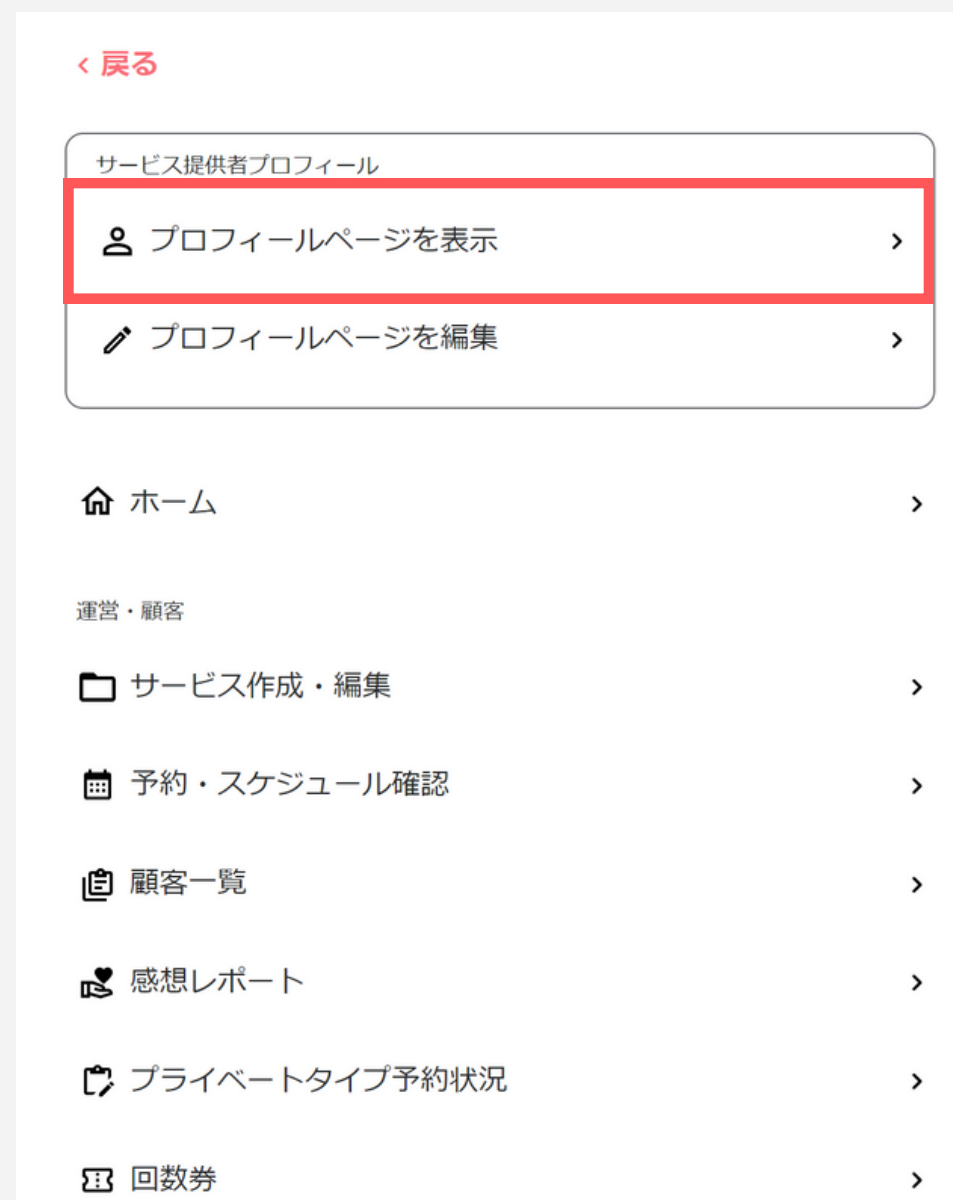 戻る
サービス提供者プロフィール
プロフィールページを表示
プロフィールページを編集
ホーム
運営・顧客
サービス作成・編集
予約・スケジュール確認
顧客一覧
感想レポート
プライベートタイプ予約状況
回数券